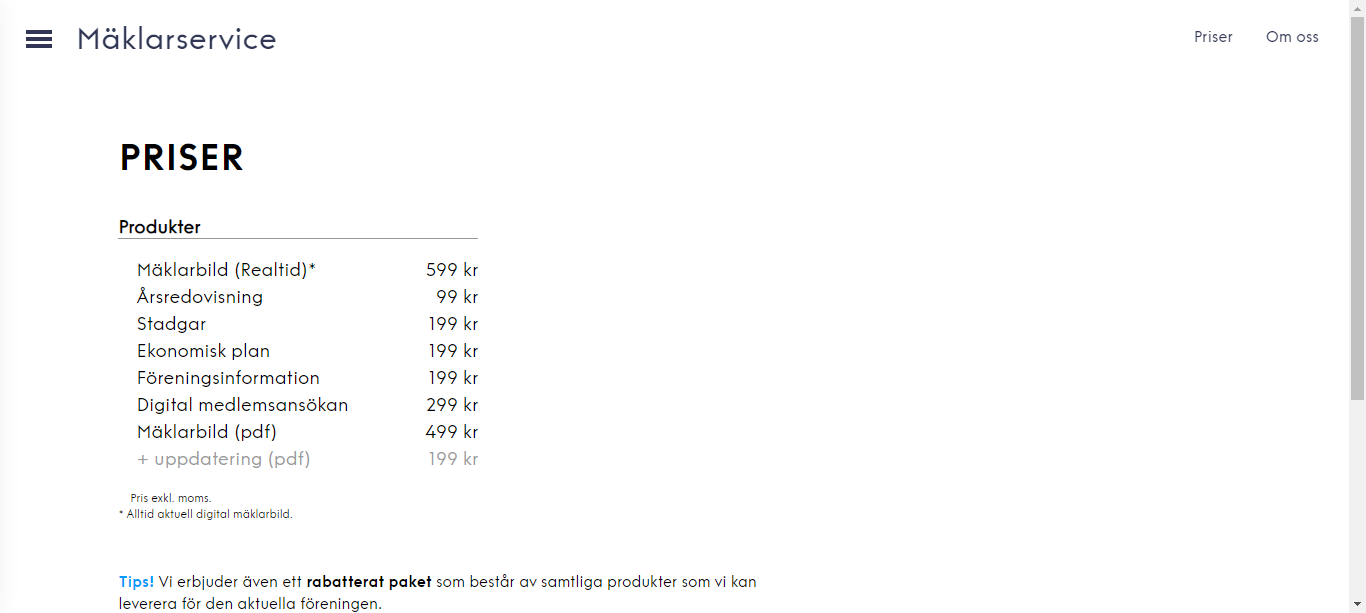 Mäklarservice
Priser Om oss
PRISER
Produkter
Mäklarbild (Realtid)* 599 kr
Årsredovisning 99 kr
Stadgar 199 kr
Ekonomisk plan 199 kr
Föreningsinformation 199 kr
Digital medlemsansökan 299 kr
Mäklarbild (pdf) 499 kr
+ uppdatering (pdf) 199 kr
Pris exkl. moms.
* Alltid aktuell digital mäklarbild.
Tips! Vi erbjuder även ett rabatterat paket som består av samtliga produkter som vi kan
leverera för den aktuella föreningen.